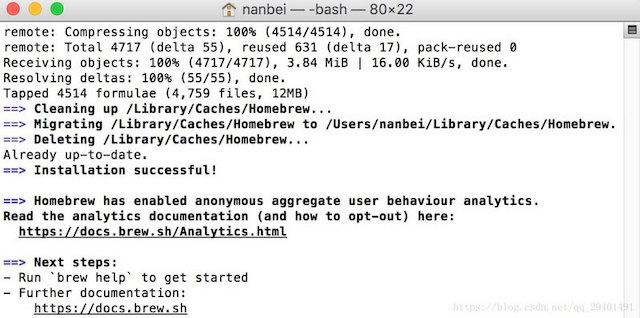 nanbei — -bash — 80×22
remote: Compressing objects: 100% (4514/4514), done.
remote: Total 4717 (delta 55), reused 631 (delta 17), pack-reused 0
Receiving objects: 100% (4717/4717), 3.84 MiB | 16.00 KiB/s, done.
Resolving deltas: 100% (55/55), done.
Tapped 4514 formulae (4,759 files, 12MB)
==> Cleaning up /Library/Caches/Homebrew...
==> Migrating /Library/Caches/Homebrew to /Users/nanbei/Library/Caches/Homebrew.
==> Deleting /Library/Caches/Homebrew...
Already up-to-date.
==> Installation successful!
==> Homebrew has enabled anonymous aggregate user behaviour analytics.
Read the analytics documentation (and how to opt-out) here:
https://docs.brew.sh/Analytics.html
==> Next steps:
- Run `brew help` to get started
- Further documentation:
https://docs.brew.sh
https://blog.csdn.net/qq_29401491